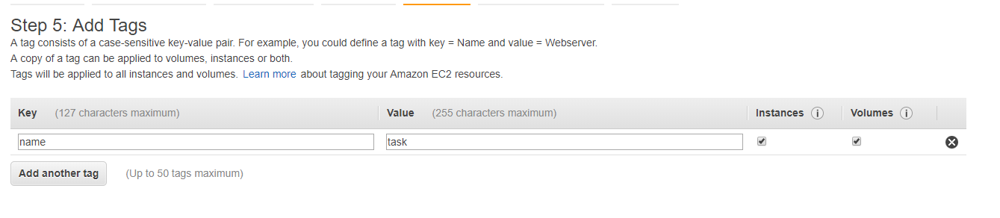 Step 5: Add Tags
A tag consists of a case-sensitive key-value pair. For example, you could define a tag with key = Name and value = Webserver.
A copy of a tag can be applied to volumes, instances or both.
Tags will be applied to all instances and volumes. Learn more about tagging your Amazon EC2 resources.
Key (127 characters maximum) Value (255 characters maximum) Instances i Volumes i
name task
Add another tag (Up to 50 tags maximum)